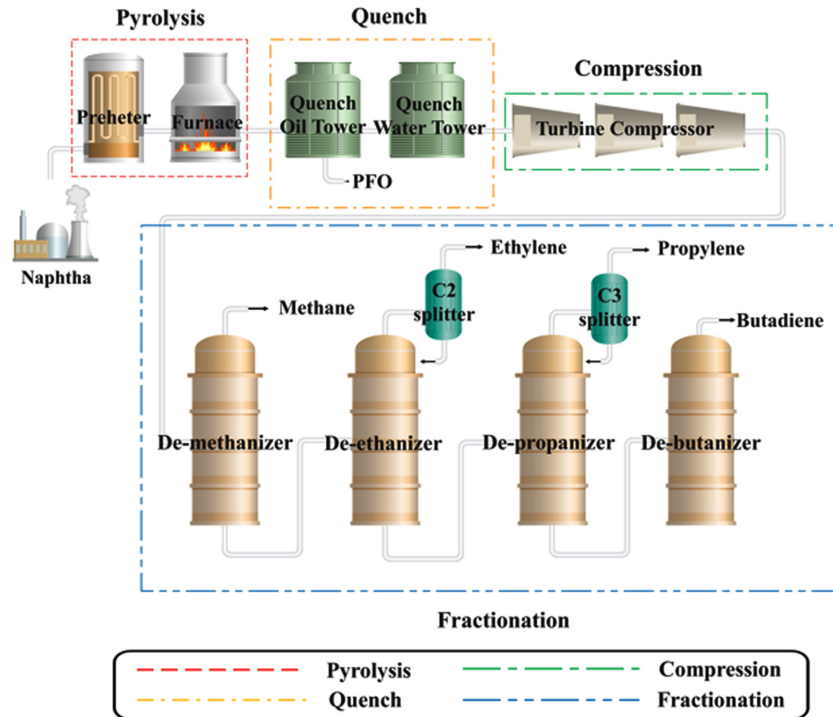 Pyrolysis
Quench
Compression
Preheter
Furnace
Quench
Oil Tower
Quench
Water Tower
Turbine Compressor
PFO
Naphtha
Ethylene
Propylene
C2
splitter
C3
splitter
Methane
Butadiene
De-methanizer
De-ethanizer
De-propanizer
De-butanizer
Fractionation
Pyrolysis
Compression
Quench
Fractionation